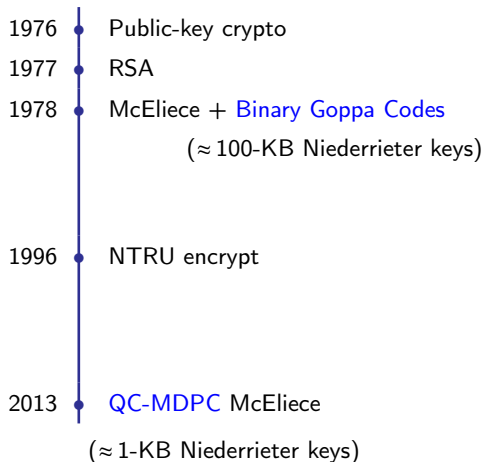 1976 Public-key crypto
1977 RSA
1978 McEliece + Binary Goppa Codes
(≈ 100-KB Niederrieter keys)
1996 NTRU encrypt
2013 QC-MDPC McEliece
(≈ 1-KB Niederrieter keys)